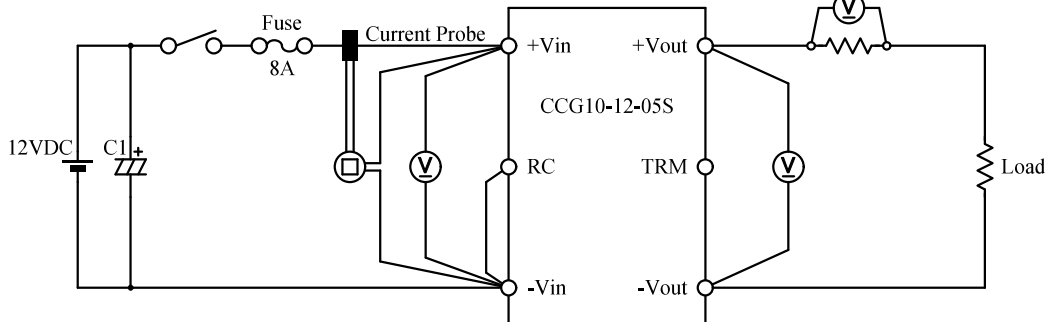 Fuse
8A
Current Probe
+Vin
+Vout
V
CCG10-12-05S
12VDC
C1
+
V
RC
TRM
V
Load
-Vin
-Vout